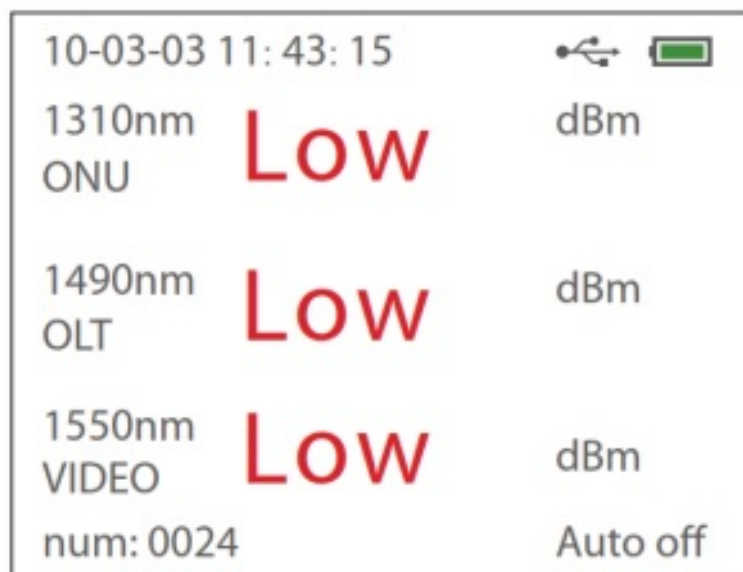 10-03-03 11: 43: 15
1310nm Low dBm
ONU
1490nm Low dBm
OLT
1550nm Low dBm
VIDEO
num: 0024 Auto off